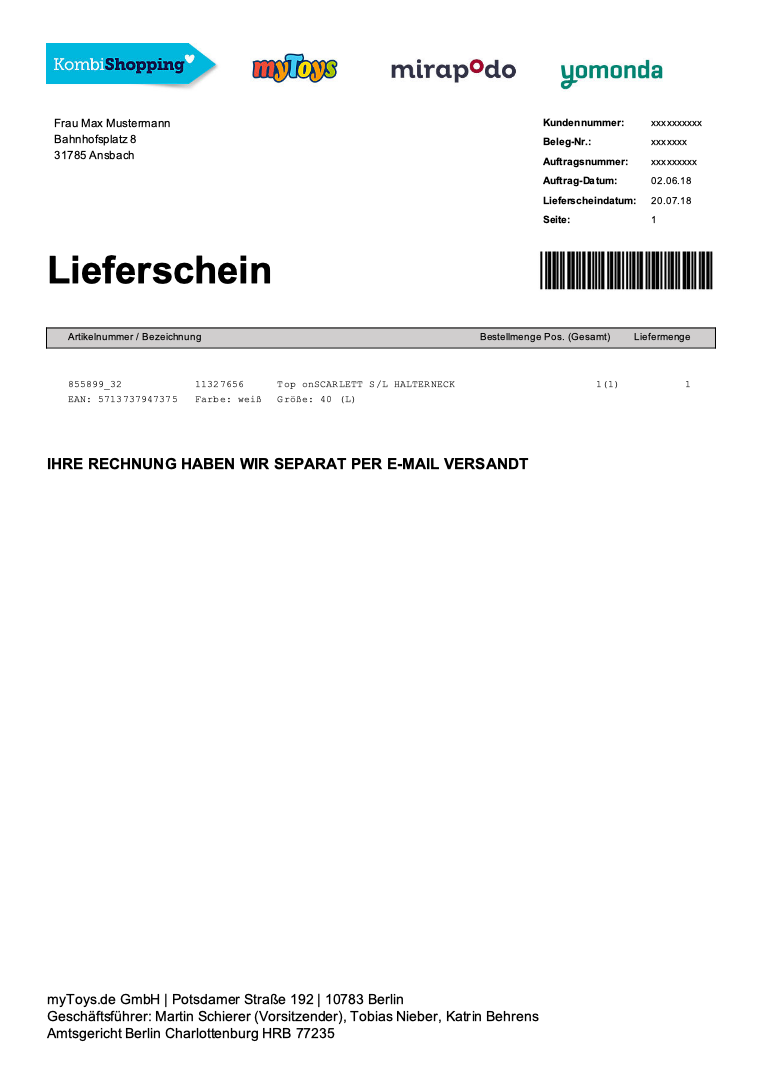 KombiShopping
myToys
mirapodo
yomonda
Frau Max Mustermann
Bahnhofsplatz 8
31785 Ansbach
Kundennummer: xxxxxxxxxx
Beleg-Nr.: xxxxxxx
Auftragsnummer: xxxxxxxxx
Auftrag-Datum: 02.06.18
Lieferscheindatum: 20.07.18
Seite: 1
Lieferschein
Artikelnummer / Bezeichnung Bestellmenge Pos. (Gesamt) Liefermenge
855899_32 11327656 Top onSCARLETT S/L HALTERNECK 1(1) 1
EAN: 5713737947375 Farbe: weiß Größe: 40 (L)
IHRE RECHNUNG HABEN WIR SEPARAT PER E-MAIL VERSANDT
myToys.de GmbH | Potsdamer Straße 192 | 10783 Berlin
Geschäftsführer: Martin Schierer (Vorsitzender), Tobias Nieber, Katrin Behrens
Amtsgericht Berlin Charlottenburg HRB 77235